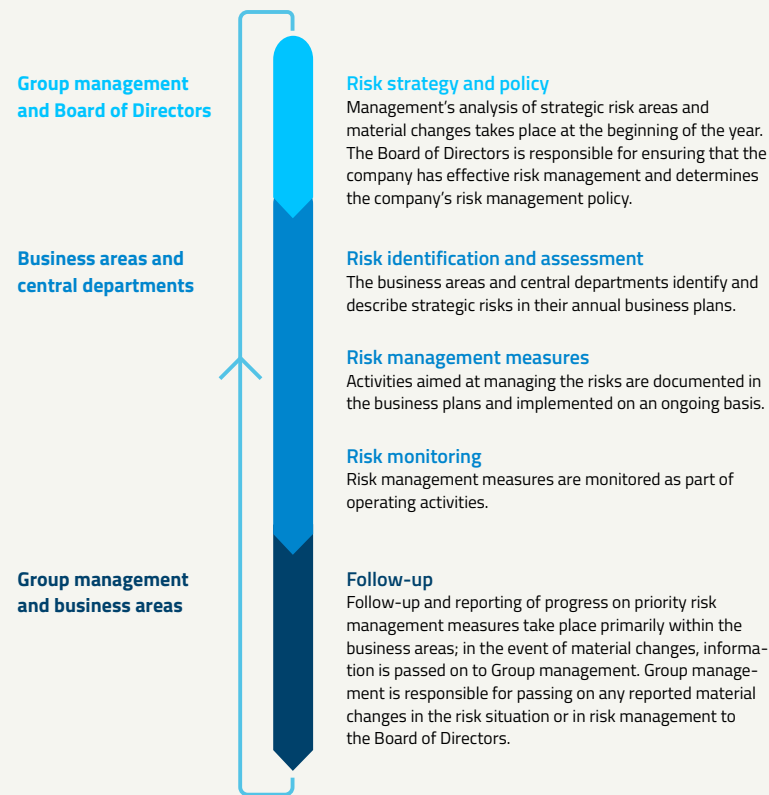 Group management
and Board of Directors
Risk strategy and policy
Management's analysis of strategic risk areas and
material changes takes place at the beginning of the year.
The Board of Directors is responsible for ensuring that the
company has effective risk management and determines
the company's risk management policy.
Business areas and
central departments
Risk identification and assessment
The business areas and central departments identify and
describe strategic risks in their annual business plans.
Risk management measures
Activities aimed at managing the risks are documented in
the business plans and implemented on an ongoing basis.
Risk monitoring
Risk management measures are monitored as part of
operating activities.
Group management
and business areas
Follow-up
Follow-up and reporting of progress on priority risk
management measures take place primarily within the
business areas; in the event of material changes, informa-
tion is passed on to Group management. Group manage-
ment is responsible for passing on any reported material
changes in the risk situation or in risk management to
the Board of Directors.